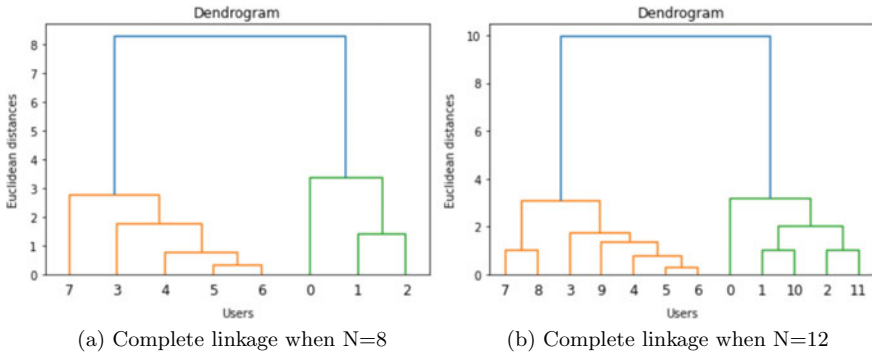 Dendrogram
8
7
6
5
4
3
2
1
0
Euclidean distances
7 3 4 5 6 0 1 2
Users
(a) Complete linkage when N=8
Dendrogram
10
8
6
4
2
0
Euclidean distances
7 8 3 9 4 5 6 0 1 10 2 11
Users
(b) Complete linkage when N=12